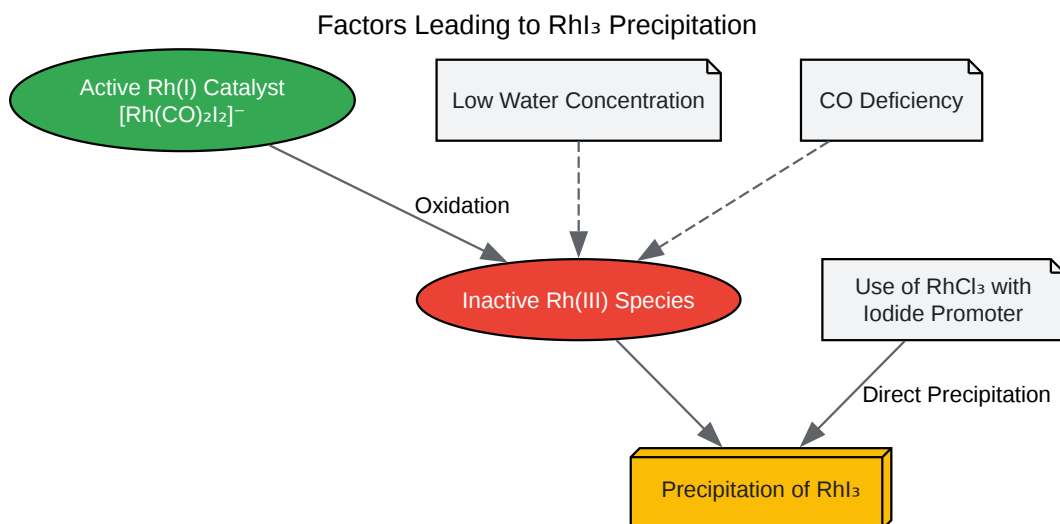 Factors Leading to RhI₃ Precipitation
Active Rh(I) Catalyst
[Rh(CO)₂I₂]⁻
Low Water Concentration
CO Deficiency
Oxidation
Inactive Rh(III) Species
Use of RhCl₃ with
Iodide Promoter
Direct Precipitation
Precipitation of RhI₃